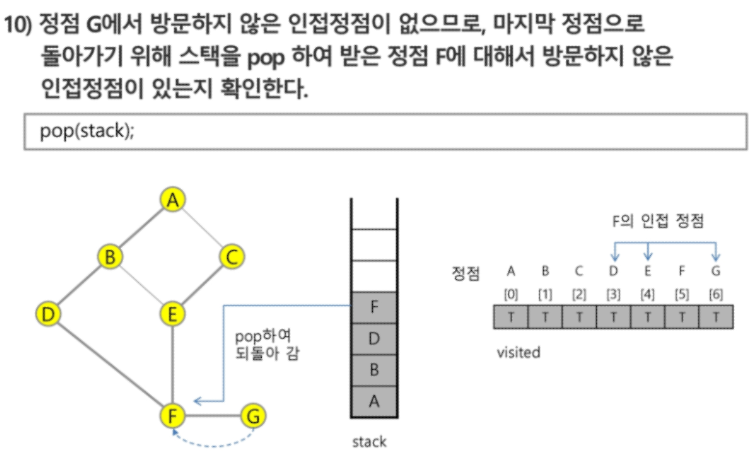 10) 정점 G에서 방문하지 않은 인접정점이 없으므로, 마지막 정점으로
돌아가기 위해 스택을 pop 하여 받은 정점 F에 대해서 방문하지 않은
인접정점이 있는지 확인한다.
pop(stack);
A
B
C
D
E
F
G
pop하여
되돌아 감
F
D
B
A
stack
F의 인접 정점
정점 A B C D E F G
[0] [1] [2] [3] [4] [5] [6]
T T T T T T T
visited